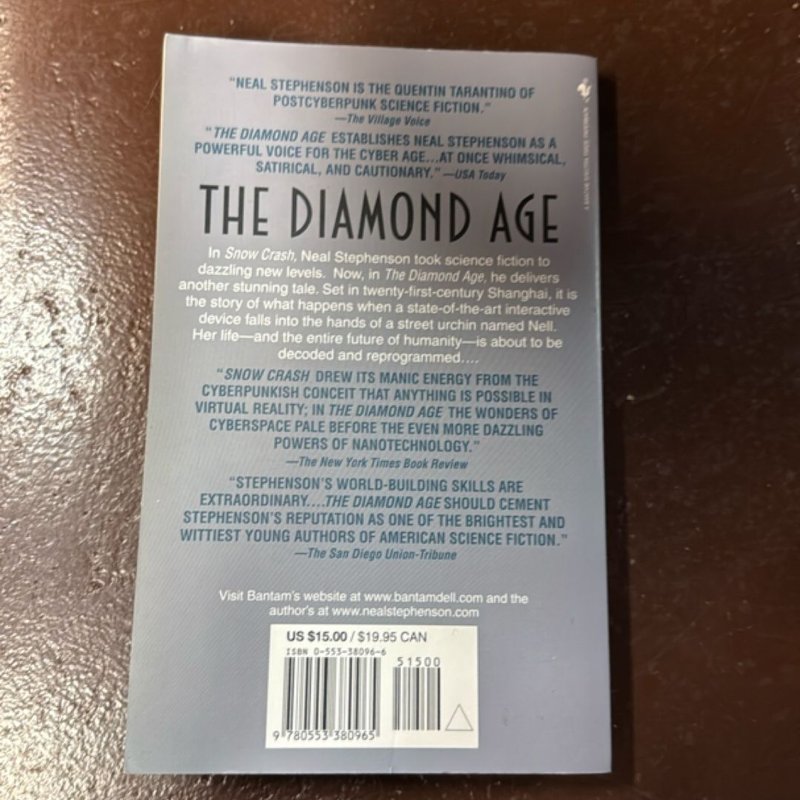 "NEAL STEPHENSON IS THE QUENTIN TARANTINO OF
POSTCYBERPUNK SCIENCE FICTION."
—The Village Voice
"THE DIAMOND AGE ESTABLISHES NEAL STEPHENSON AS A
POWERFUL VOICE FOR THE CYBER AGE...AT ONCE WHIMSICAL,
SATIRICAL, AND CAUTIONARY." —USA Today
THE DIAMOND AGE
In Snow Crash, Neal Stephenson took science fiction to
dazzling new levels. Now, in The Diamond Age, he delivers
another stunning tale. Set in twenty-first-century Shanghai, it is
the story of what happens when a state-of-the-art interactive
device falls into the hands of a street urchin named Nell.
Her life—and the entire future of humanity—is about to be
decoded and reprogrammed....
"SNOW CRASH DREW ITS MANIC ENERGY FROM THE
CYBERPUNKISH CONCEIT THAT ANYTHING IS POSSIBLE IN
VIRTUAL REALITY; IN THE DIAMOND AGE THE WONDERS OF
CYBERSPACE PALE BEFORE THE EVEN MORE DAZZLING
POWERS OF NANOTECHNOLOGY."
—The New York Times Book Review
"STEPHENSON'S WORLD-BUILDING SKILLS ARE
EXTRAORDINARY....THE DIAMOND AGE SHOULD CEMENT
STEPHENSON'S REPUTATION AS ONE OF THE BRIGHTEST AND
WITTIEST YOUNG AUTHORS OF AMERICAN SCIENCE FICTION."
—The San Diego Union-Tribune
Visit Bantam's website at www.bantamdell.com and the
author's at www.nealstephenson.com
US $15.00 / $19.95 CAN
ISBN 0-553-38096-6
51500
9 780553 380965